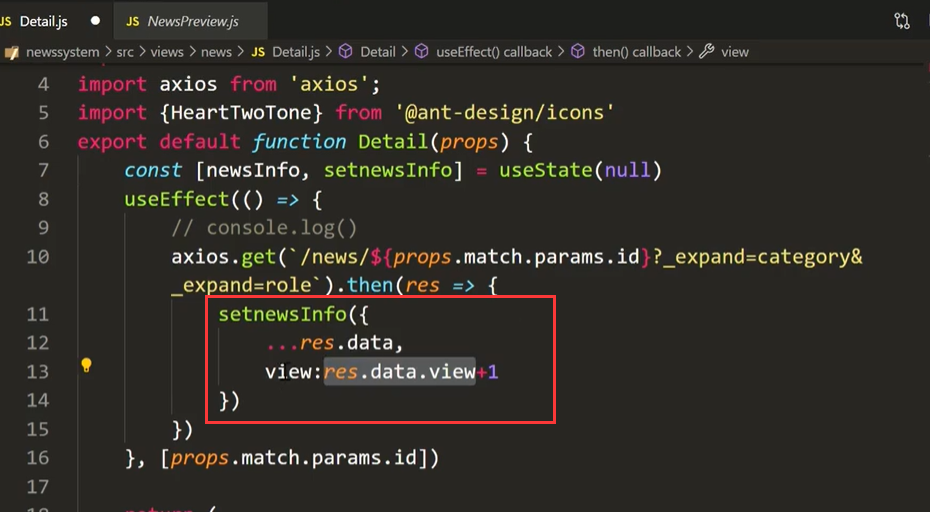 JS Detail.js ● JS NewsPreview.js
newssystem > src > views > news > JS Detail.js > Detail > useEffect() callback > then() callback > view
4 import axios from 'axios';
5 import {HeartTwoTone} from '@ant-design/icons'
6 export default function Detail(props) {
7 const [newsInfo, setnewsInfo] = useState(null)
8 useEffect(() => {
9 // console.log()
10 axios.get(`/news/${props.match.params.id}?_expand=category&
_expand=role`).then(res => {
11 setnewsInfo({
12 ...res.data,
13 view:res.data.view+1
14 })
15 })
16 }, [props.match.params.id])
17